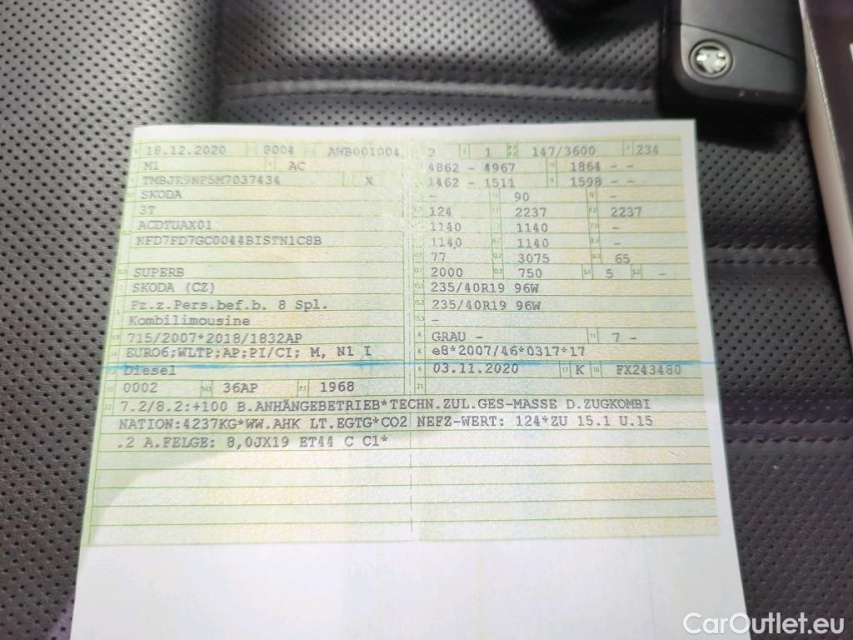 18.12.2020 8004 AWB001004 2 1 147/3600 234
M1 AC 4862 - 4967 1864 - -
TMBJR9NP5M7037434 X 1462 - 1511 1598 - -
SKODA - 90 -
3T 124 2237 2237
ACDTUAX01 1140 1140 -
NFD7FD7GC0044BISTN1C8B 1140 1140 -
77 3075 65
SUPERB 2000 750 5 -
SKODA (CZ) 235/40R19 96W
Fz.z.Pers.bef.b. 8 Spl. 235/40R19 96W
Kombilimousine -
715/2007*2018/1832AP GRAU - 7 -
EURO6;WLTP;AP;PI/CI; M, N1 I e8*2007/46*0317*17
Diesel 03.11.2020 K FX243480
0002 36AP 1968
7.2/8.2:+100 B.ANHÄNGEBETRIEB*TECHN.ZUL.GES-MASSE D.ZUGKOMBI
NATION:4237KG*WW.AHK LT.EGTG*CO2 NEFZ-WERT: 124*ZU 15.1 U.15
.2 A.FELGE: 8,0JX19 ET44 C C1*
CarOutlet.eu